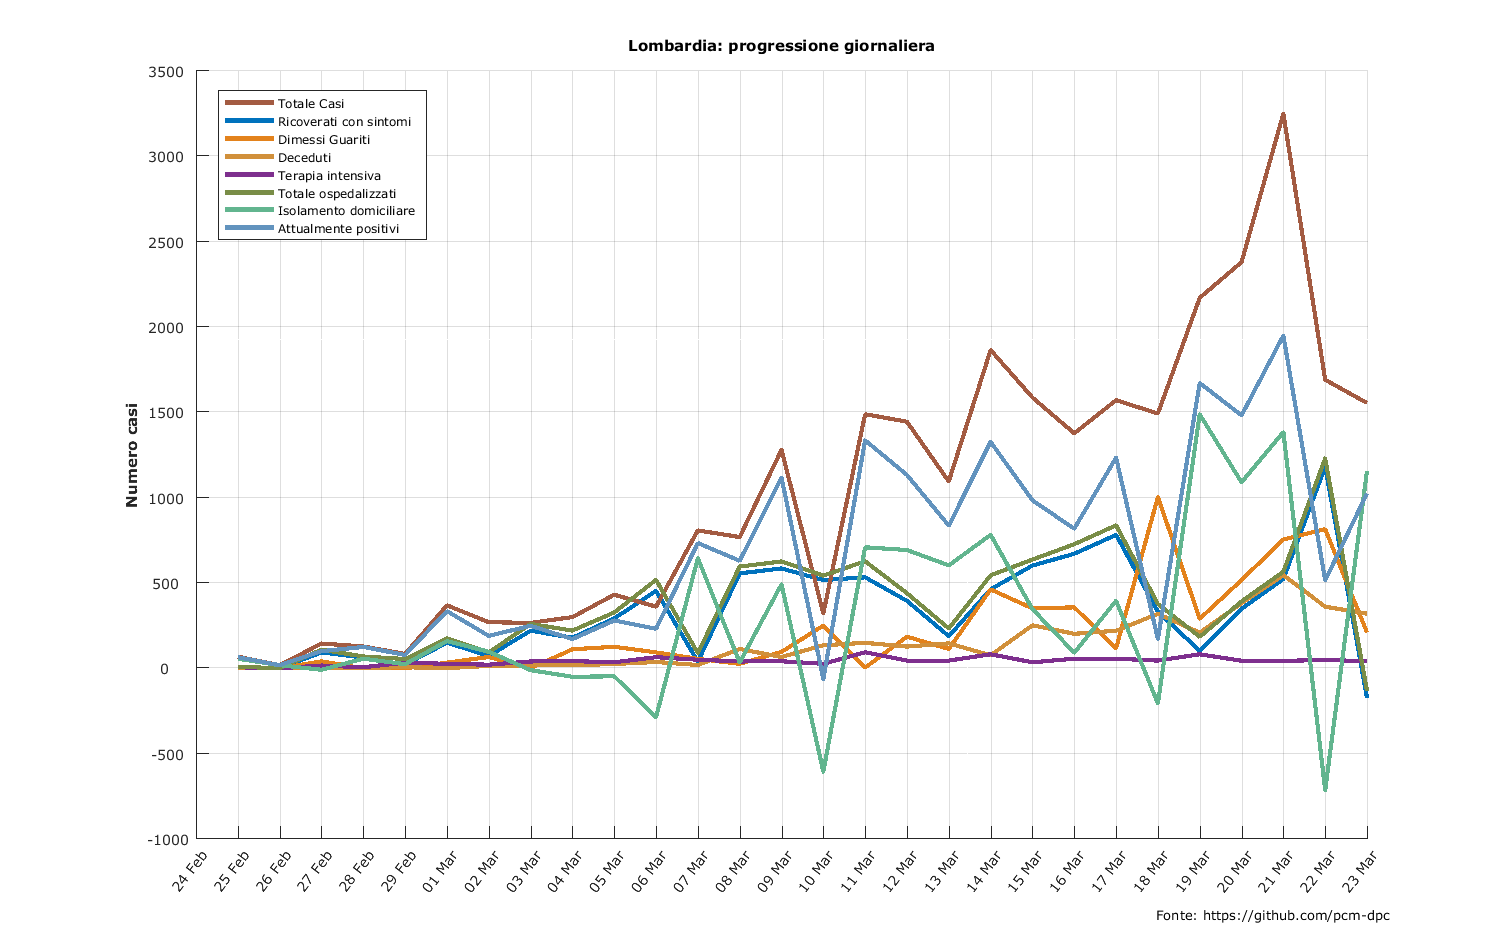 Lombardia: progressione giornaliera
3500
3000
2500
2000
1500
1000
500
0
-500
-1000
Numero casi
Totale Casi
Ricoverati con sintomi
Dimessi Guariti
Deceduti
Terapia intensiva
Totale ospedalizzati
Isolamento domiciliare
Attualmente positivi
24 Feb
25 Feb
26 Feb
27 Feb
28 Feb
29 Feb
01 Mar
02 Mar
03 Mar
04 Mar
05 Mar
06 Mar
07 Mar
08 Mar
09 Mar
10 Mar
11 Mar
12 Mar
13 Mar
14 Mar
15 Mar
16 Mar
17 Mar
18 Mar
19 Mar
20 Mar
21 Mar
22 Mar
23 Mar
Fonte: https://github.com/pcm-dpc